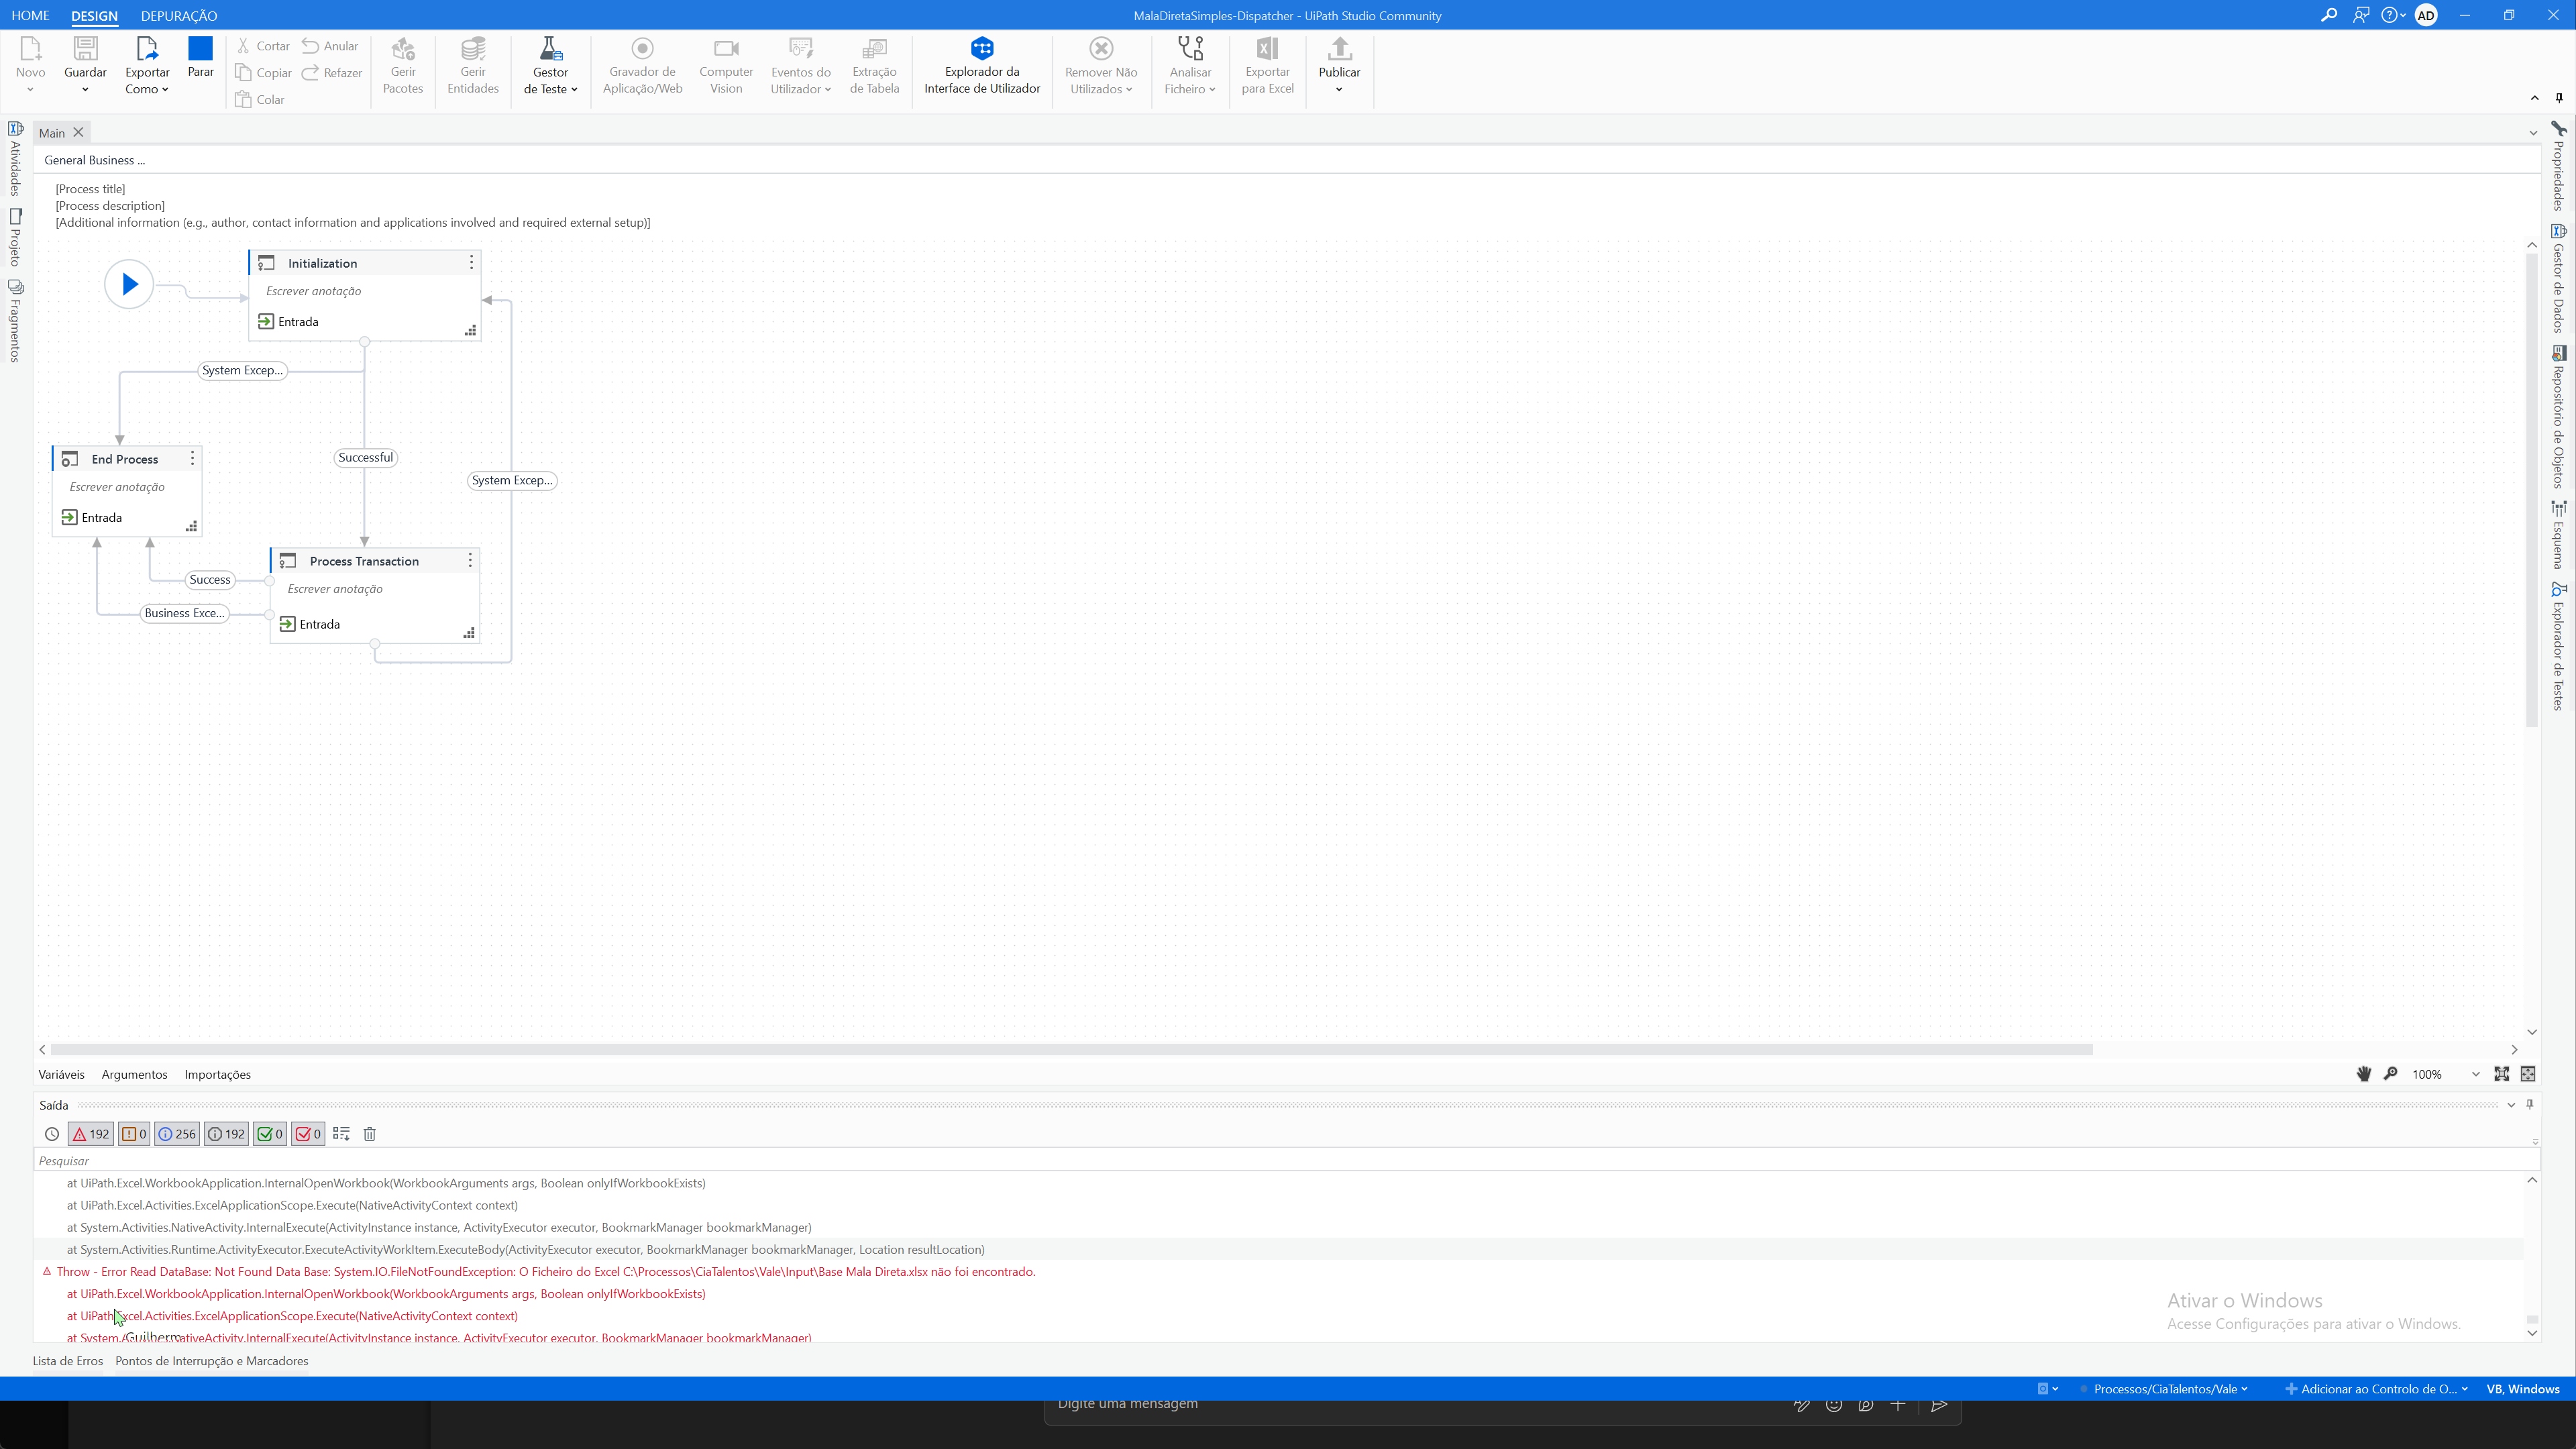 HOME DESIGN DEPURAÇÃO MalaDiretaSimples-Dispatcher - UiPath Studio Community AD
Novo
Guardar
Exportar
Como
Parar
Cortar
Anular
Copiar
Refazer
Colar
Gerir
Pacotes
Gerir
Entidades
Gestor
de Teste
Gravador de
Aplicação/Web
Computer
Vision
Eventos do
Utilizador
Extração
de Tabela
Explorador da
Interface de Utilizador
Remover Não
Utilizados
Analisar
Ficheiro
Exportar
para Excel
Publicar
Atividades
Projeto
Fragmentos
Main
General Business ...
[Process title]
[Process description]
[Additional information (e.g., author, contact information and applications involved and required external setup)]
Initialization
Escrever anotação
Entrada
System Excep...
End Process
Escrever anotação
Entrada
Successful
System Excep...
Process Transaction
Escrever anotação
Entrada
Success
Business Exce...
Propriedades
Gestor de Dados
Repositório de Objetos
Esquema
Explorador de Testes
Variáveis Argumentos Importações 100%
Saída
192 0 256 192 0 0
Pesquisar
at UiPath.Excel.WorkbookApplication.InternalOpenWorkbook(WorkbookArguments args, Boolean onlyIfWorkbookExists)
at UiPath.Excel.Activities.ExcelApplicationScope.Execute(NativeActivityContext context)
at System.Activities.NativeActivity.InternalExecute(ActivityInstance instance, ActivityExecutor executor, BookmarkManager bookmarkManager)
at System.Activities.Runtime.ActivityExecutor.ExecuteActivityWorkItem.ExecuteBody(ActivityExecutor executor, BookmarkManager bookmarkManager, Location resultLocation)
Throw - Error Read DataBase: Not Found Data Base: System.IO.FileNotFoundException: O Ficheiro do Excel C:\Processos\CiaTalentos\Vale\Input\Base Mala Direta.xlsx não foi encontrado.
at UiPath.Excel.WorkbookApplication.InternalOpenWorkbook(WorkbookArguments args, Boolean onlyIfWorkbookExists)
at UiPath.Excel.Activities.ExcelApplicationScope.Execute(NativeActivityContext context)
at System.Activities.NativeActivity.InternalExecute(ActivityInstance instance, ActivityExecutor executor, BookmarkManager bookmarkManager)
Guilherm
Ativar o Windows
Acesse Configurações para ativar o Windows.
Lista de Erros Pontos de Interrupção e Marcadores
Processos/CiaTalentos/Vale Adicionar ao Controlo de O... VB, Windows
Digite uma mensagem